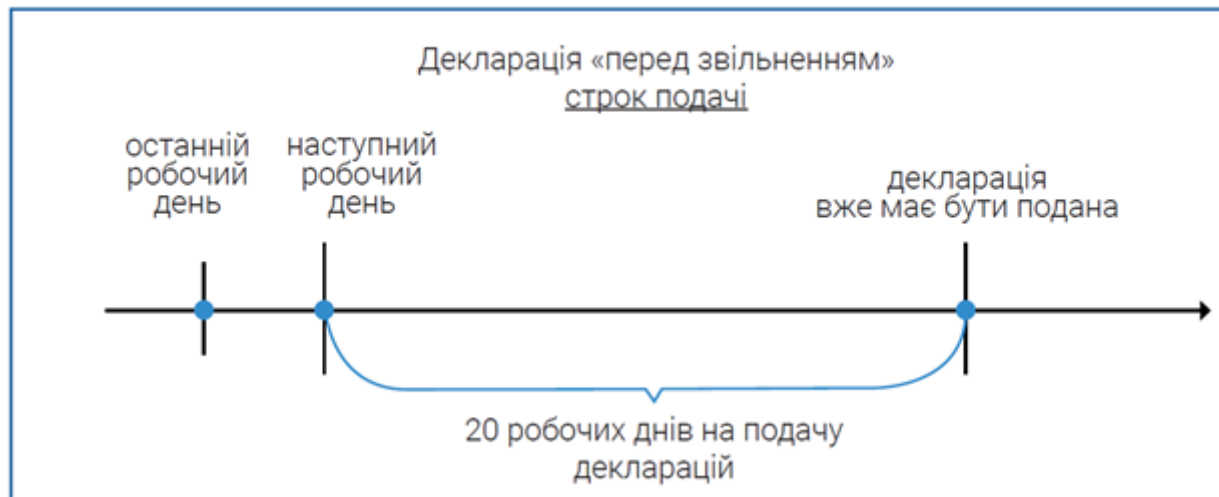 Декларація «перед звільненням»
строк подачі
останній
робочий
день
наступний
робочий
день
декларація
вже має бути подана
20 робочих днів на подачу
декларацій